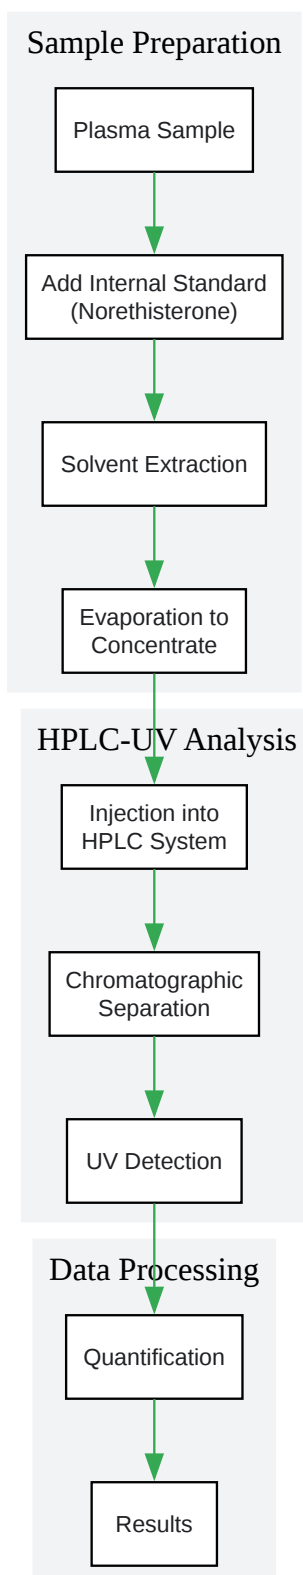 Sample Preparation
Plasma Sample
Add Internal Standard
(Norethisterone)
Solvent Extraction
Evaporation to
Concentrate
HPLC-UV Analysis
Injection into
HPLC System
Chromatographic
Separation
UV Detection
Data Processing
Quantification
Results